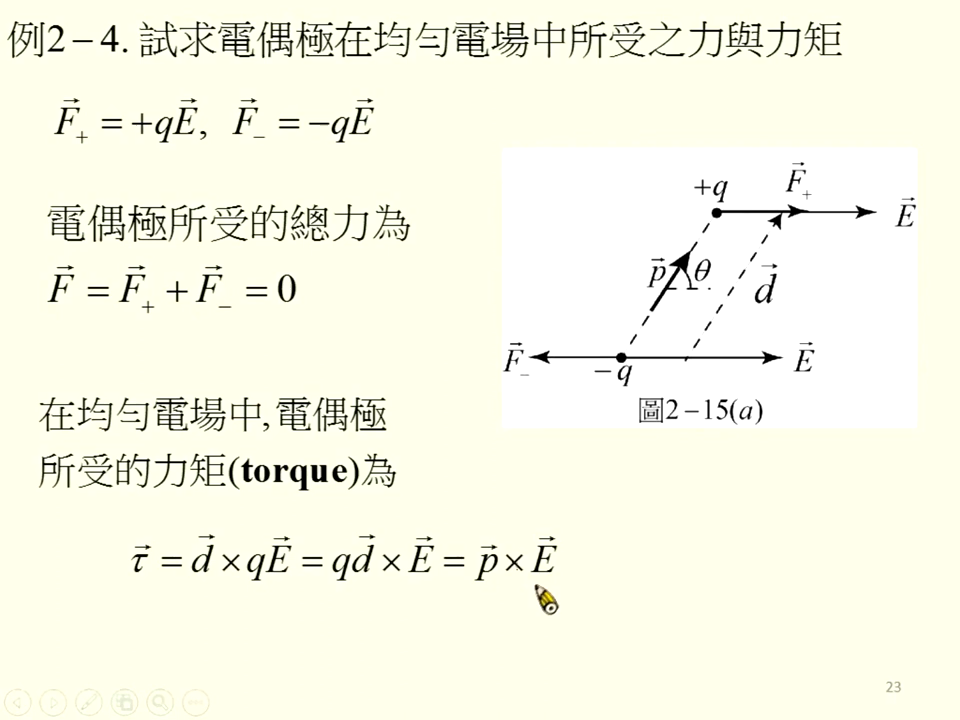 例2－4. 試求電偶極在均勻電場中所受之力與力矩
F⃗₊ = +qE⃗, F⃗₋ = −qE⃗
電偶極所受的總力為
F⃗ = F⃗₊ + F⃗₋ = 0
在均勻電場中,電偶極
所受的力矩(torque)為
τ⃗ = d⃗ × qE⃗ = qd⃗ × E⃗ = p⃗ × E⃗
+q F⃗₊ E⃗
p⃗ θ d⃗
F⃗₋ −q E⃗
圖2－15(a)
23